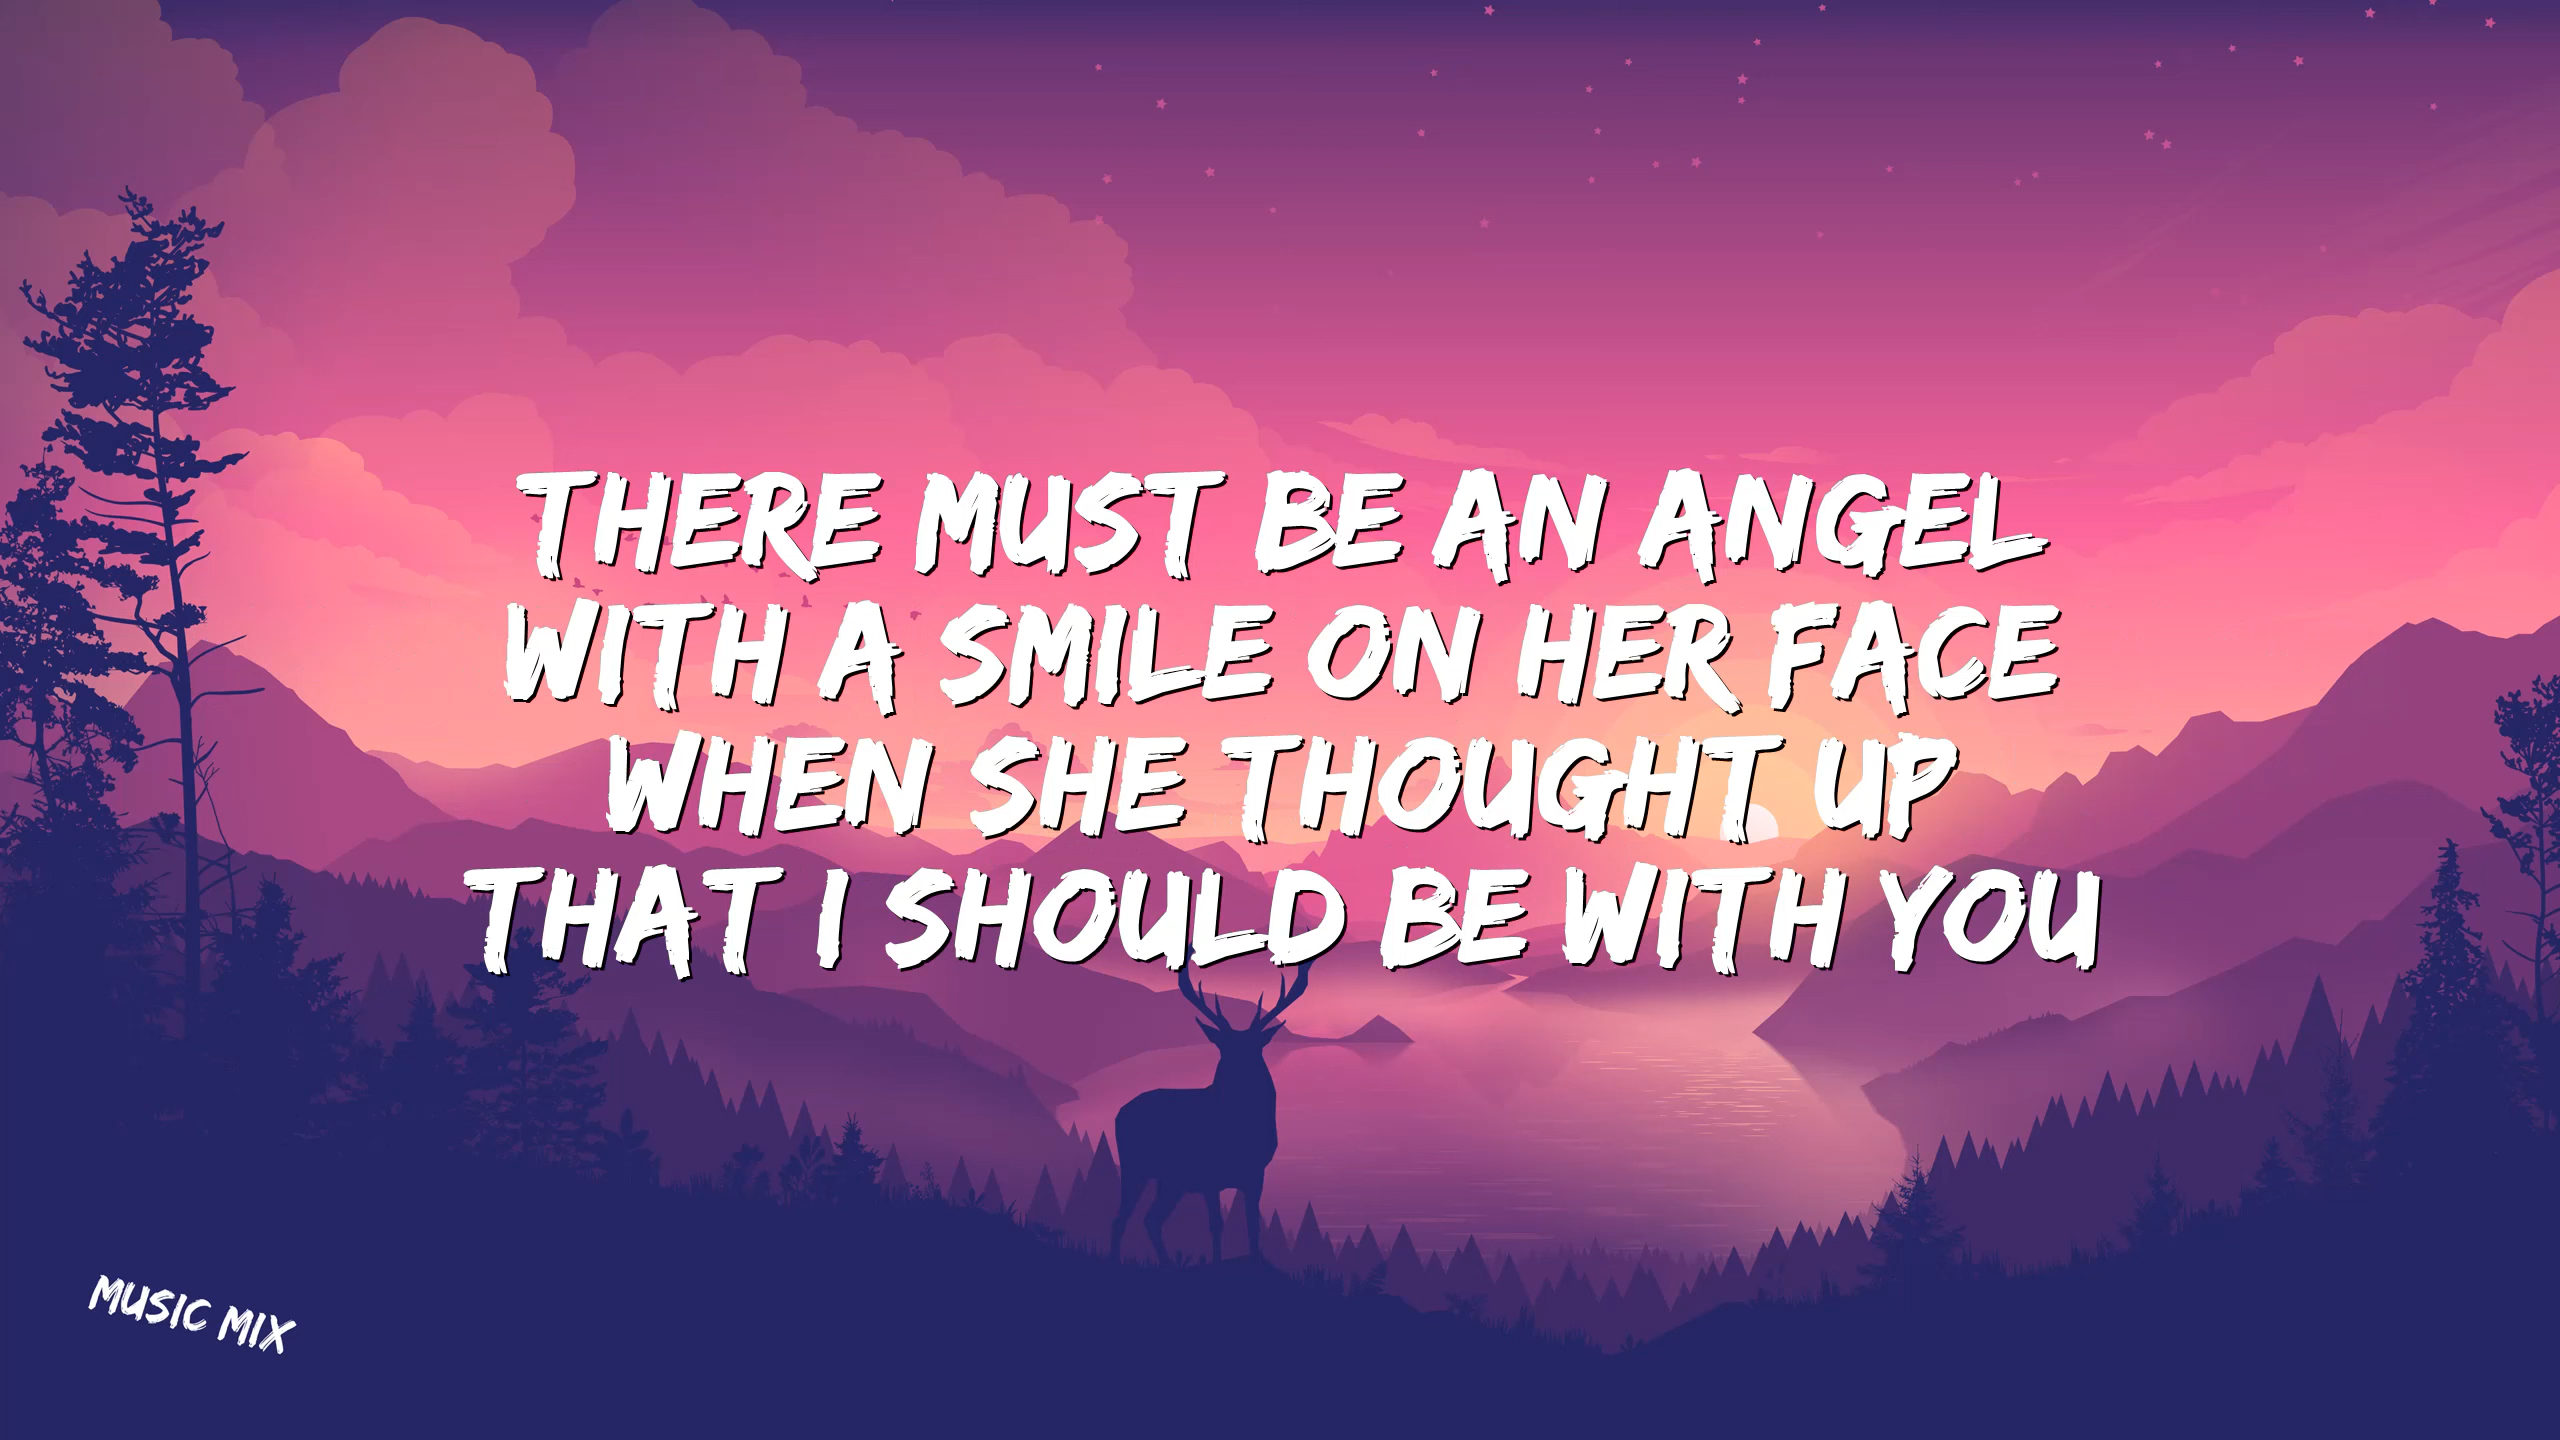 THERE MUST BE AN ANGEL
WITH A SMILE ON HER FACE
WHEN SHE THOUGHT UP
THAT I SHOULD BE WITH YOU
MUSIC MIX